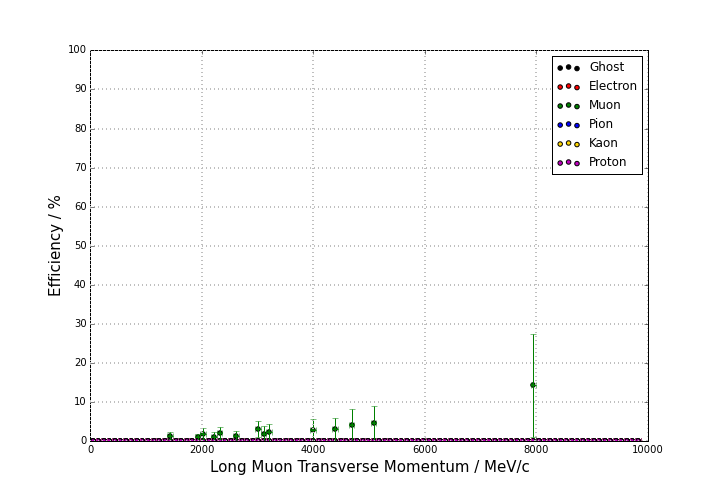 100
90
80
70
60
50
40
30
20
10
0
Efficiency / %
0 2000 4000 6000 8000 10000
Long Muon Transverse Momentum / MeV/c
Ghost
Electron
Muon
Pion
Kaon
Proton